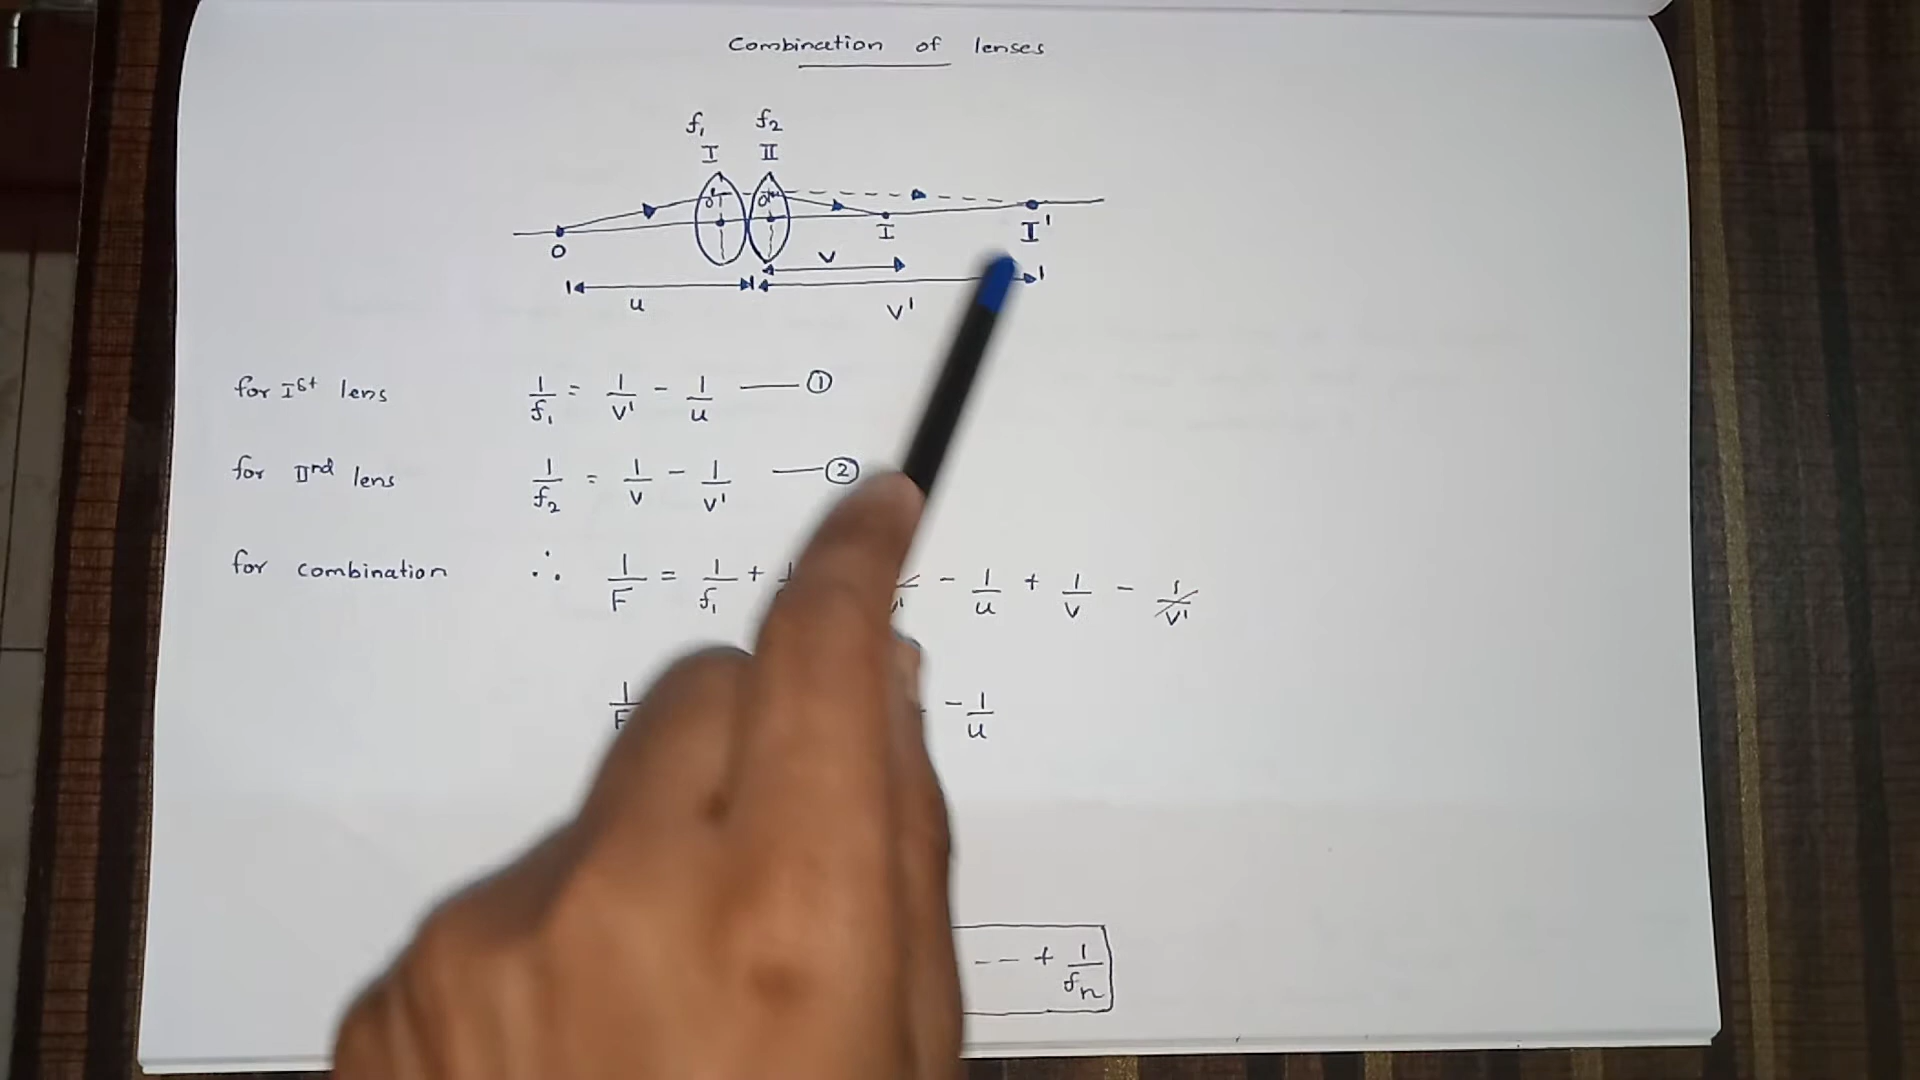 Combination of lenses
f₁ f₂
I II
O' O"
O I I'
v
u v'
for Ist lens 1/f₁ = 1/v' - 1/u —— ①
for IInd lens 1/f₂ = 1/v - 1/v' —— ②
for combination ∴ 1/F = 1/f₁ + - 1/u + 1/v - 1/v'
1/F - 1/u
-- + 1/fn